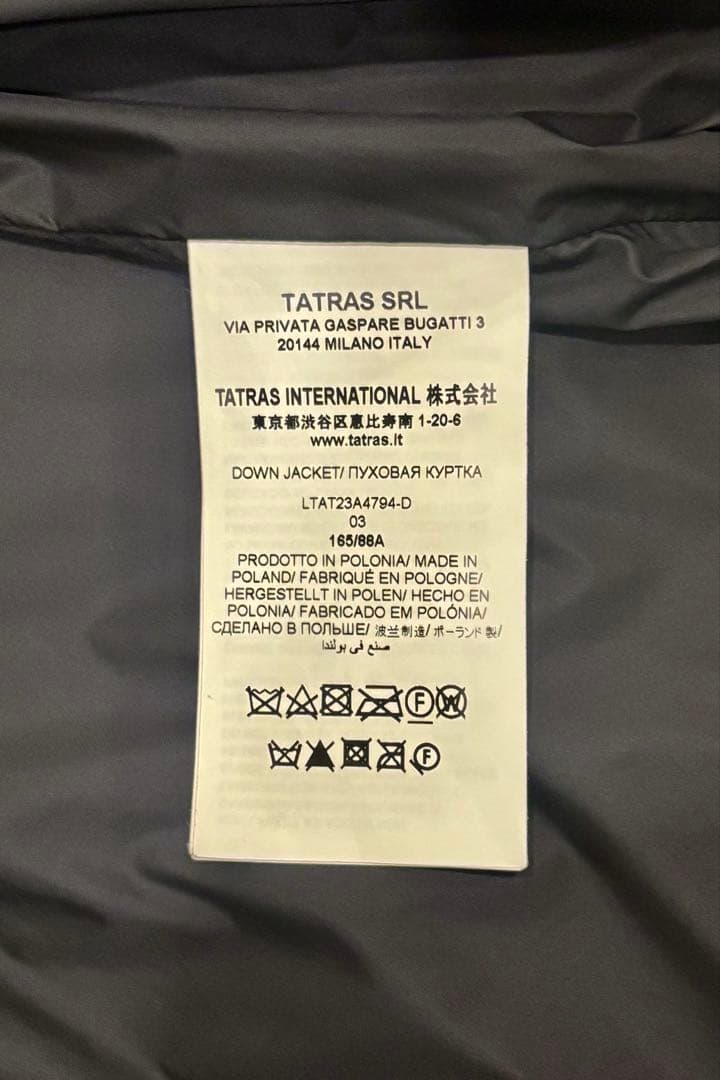 TATRAS SRL
VIA PRIVATA GASPARE BUGATTI 3
20144 MILANO ITALY
TATRAS INTERNATIONAL 株式会社
東京都渋谷区恵比寿南 1-20-6
www.tatras.it
DOWN JACKET/ ПУХОВАЯ КУРТКА
LTAT23A4794-D
03
165/88A
PRODOTTO IN POLONIA/ MADE IN
POLAND/ FABRIQUÉ EN POLOGNE/
HERGESTELLT IN POLEN/ HECHO EN
POLONIA/ FABRICADO EM POLÓNIA/
СДЕЛАНО В ПОЛЬШЕ/ 波兰制造/ ポーランド製/
صنع في بولندا
F W
F